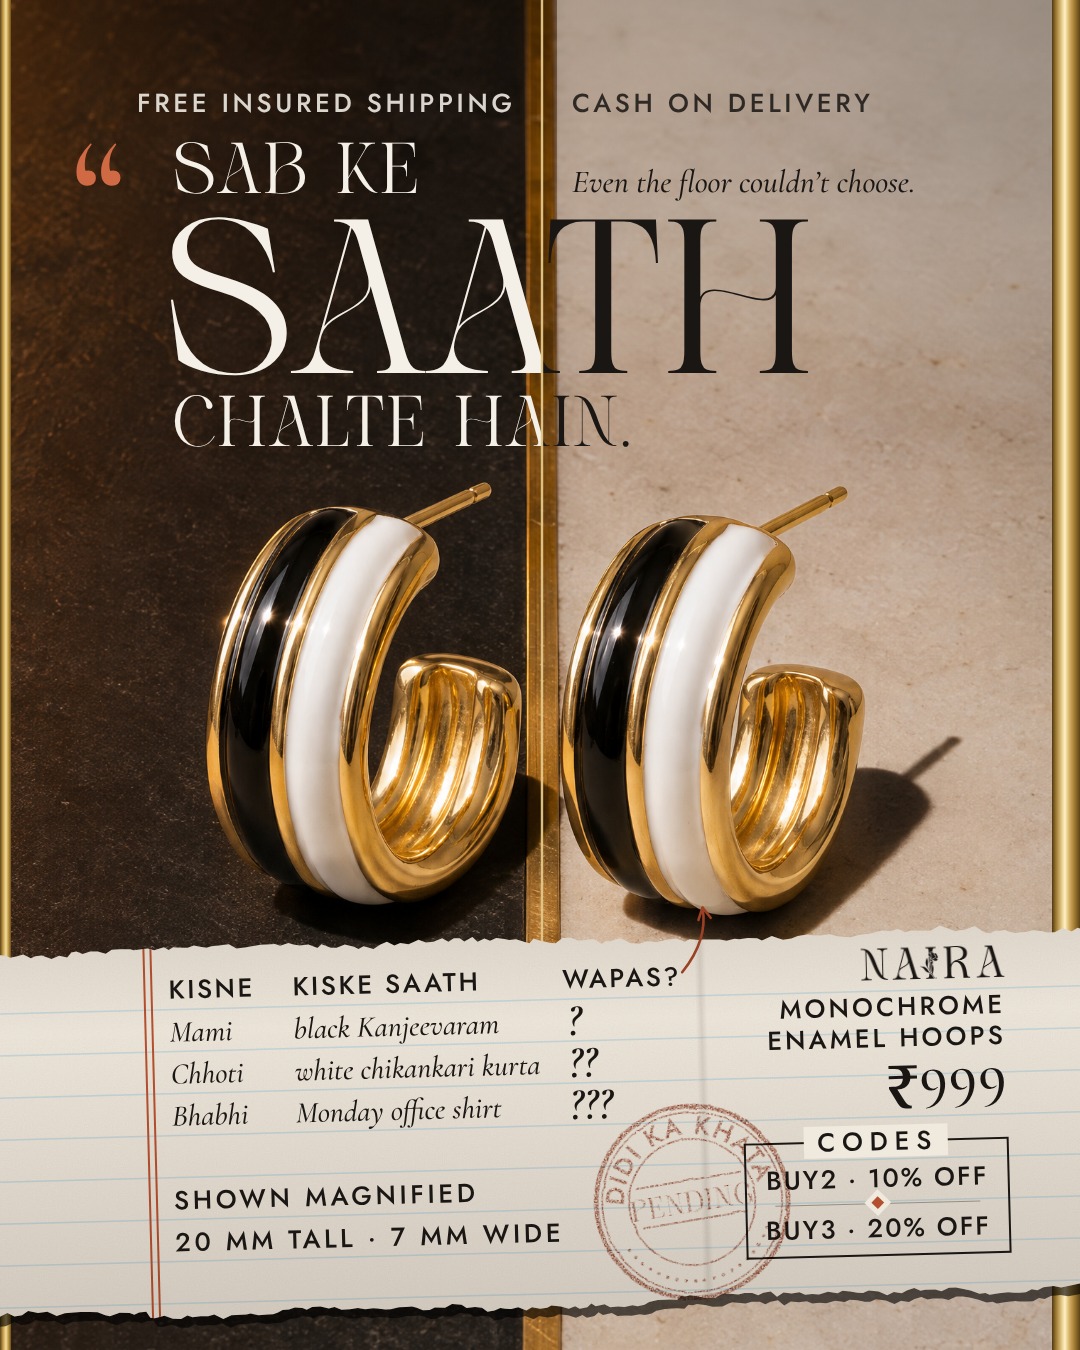 FREE INSURED SHIPPING
CASH ON DELIVERY
“
SAB KE
Even the floor couldn’t choose.
SAATH
CHALTE HAIN.
KISNE KISKE SAATH WAPAS?
Mami black Kanjeevaram ?
Chhoti white chikankari kurta ??
Bhabhi Monday office shirt ???
SHOWN MAGNIFIED
20 MM TALL · 7 MM WIDE
DIDI KA KHATA
PENDING
NAIRA
MONOCHROME
ENAMEL HOOPS
₹999
CODES
BUY2 · 10% OFF
BUY3 · 20% OFF